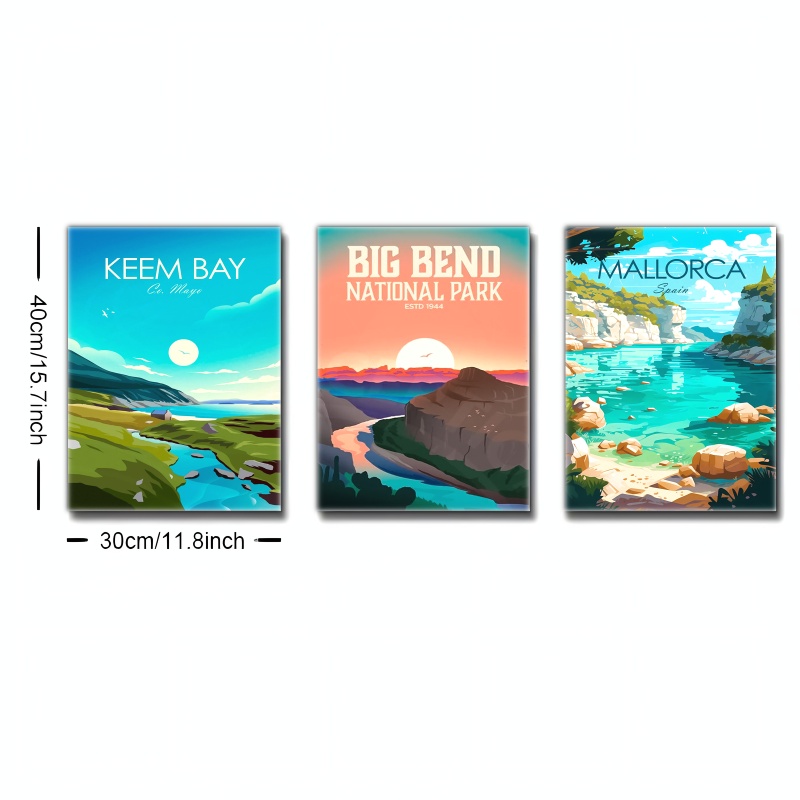 KEEM BAY
Co. Mayo
BIG BEND
NATIONAL PARK
ESTD 1944
MALLORCA
Spain
40cm/15.7inch
30cm/11.8inch